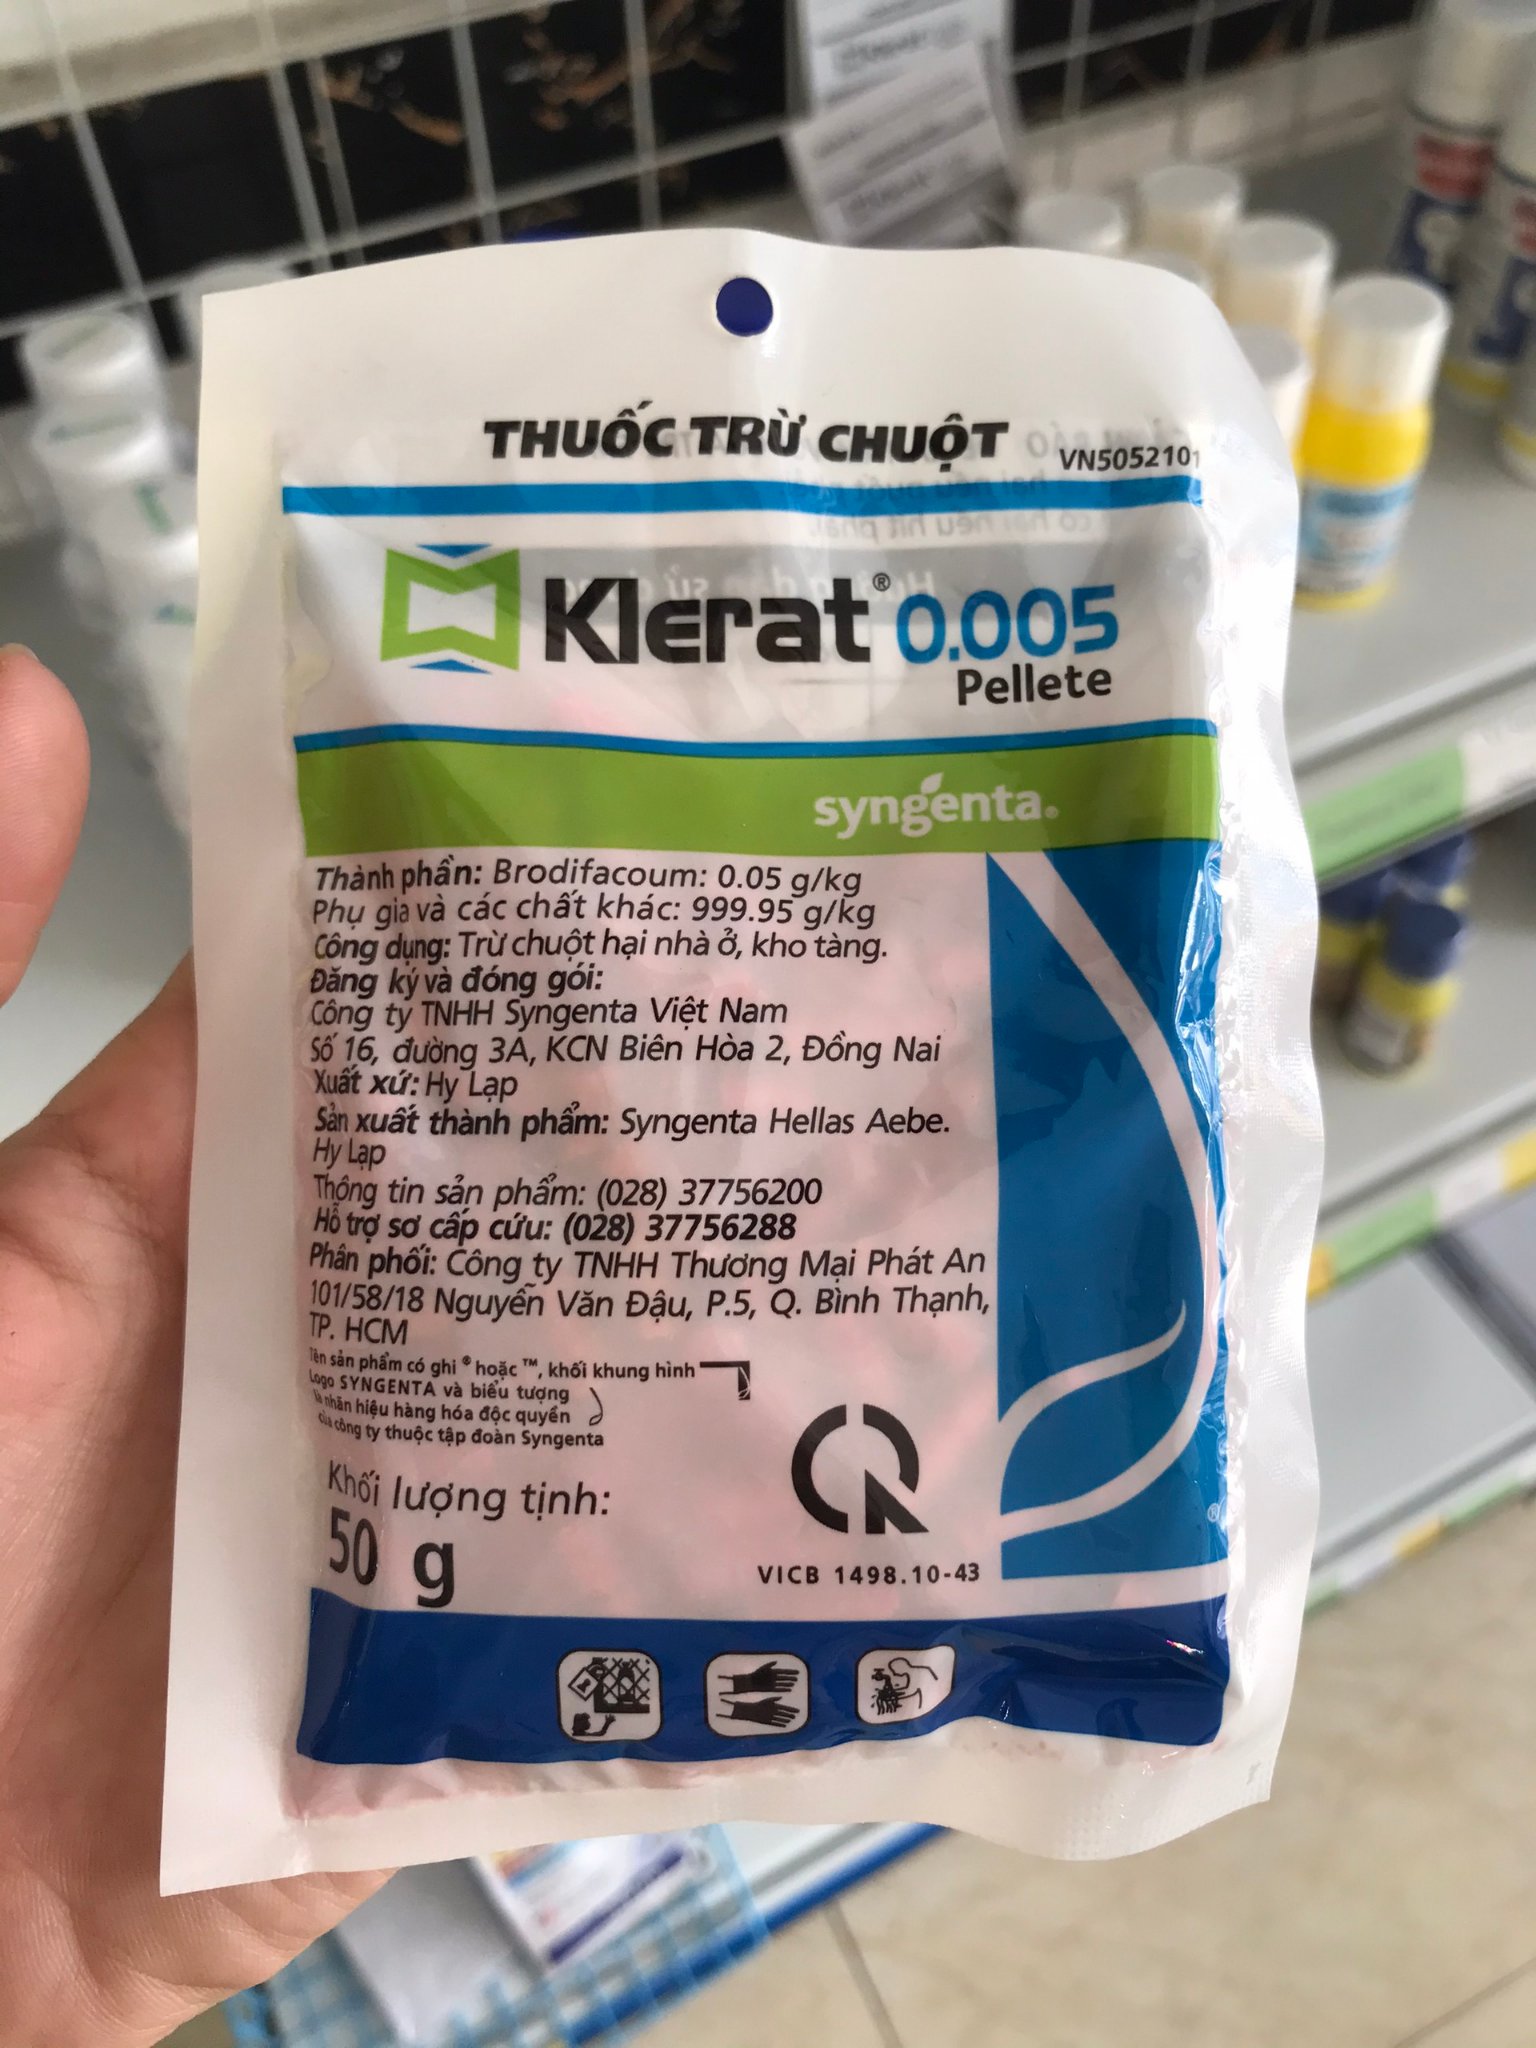 THUỐC TRỪ CHUỘT
VN5052101
Klerat® 0.005
Pellete
syngenta®
Thành phần: Brodifacoum: 0.05 g/kg
Phụ gia và các chất khác: 999.95 g/kg
Công dụng: Trừ chuột hại nhà ở, kho tàng.
Đăng ký và đóng gói:
Công ty TNHH Syngenta Việt Nam
Số 16, đường 3A, KCN Biên Hòa 2, Đồng Nai
Xuất xứ: Hy Lạp
Sản xuất thành phẩm: Syngenta Hellas Aebe.
Hy Lạp
Thông tin sản phẩm: (028) 37756200
Hỗ trợ sơ cấp cứu: (028) 37756288
Phân phối: Công ty TNHH Thương Mại Phát An
101/58/18 Nguyễn Văn Đậu, P.5, Q. Bình Thạnh,
TP. HCM
Tên sản phẩm có ghi ® hoặc ™, khối khung hình
Logo SYNGENTA và biểu tượng
là nhãn hiệu hàng hóa độc quyền
của công ty thuộc tập đoàn Syngenta
Khối lượng tịnh:
50 g
VICB 1498.10-43
®